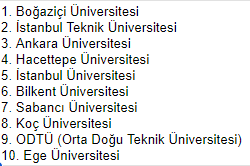 1. Boğaziçi Üniversitesi
2. İstanbul Teknik Üniversitesi
3. Ankara Üniversitesi
4. Hacettepe Üniversitesi
5. İstanbul Üniversitesi
6. Bilkent Üniversitesi
7. Sabancı Üniversitesi
8. Koç Üniversitesi
9. ODTÜ (Orta Doğu Teknik Üniversitesi)
10. Ege Üniversitesi